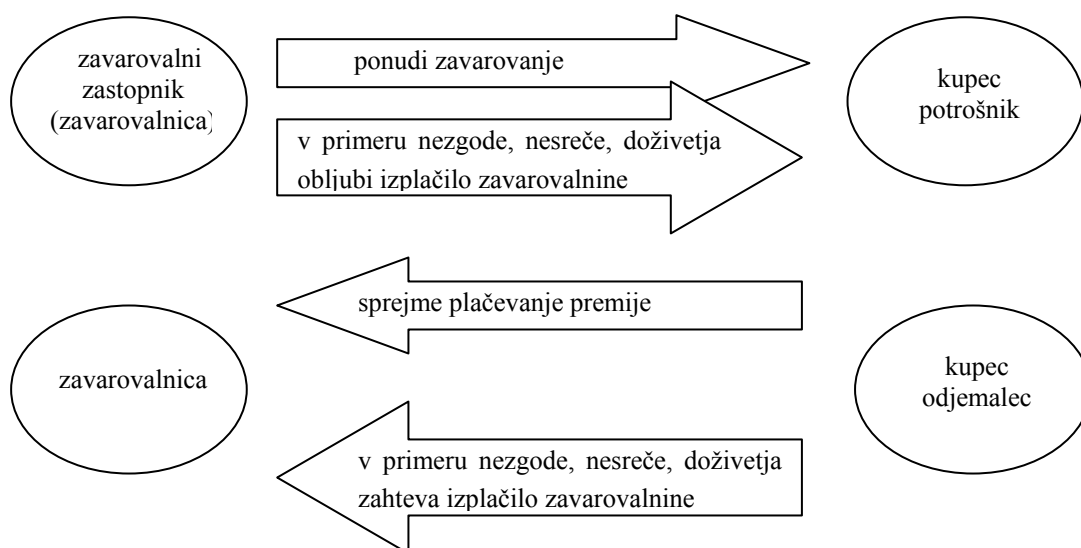 zavarovalni
zastopnik
(zavarovalnica)
ponudi zavarovanje
v primeru nezgode, nesreče, doživetja
obljubi izplačilo zavarovalnine
kupec
potrošnik
zavarovalnica
sprejme plačevanje premije
v primeru nezgode, nesreče, doživetja
zahteva izplačilo zavarovalnine
kupec
odjemalec